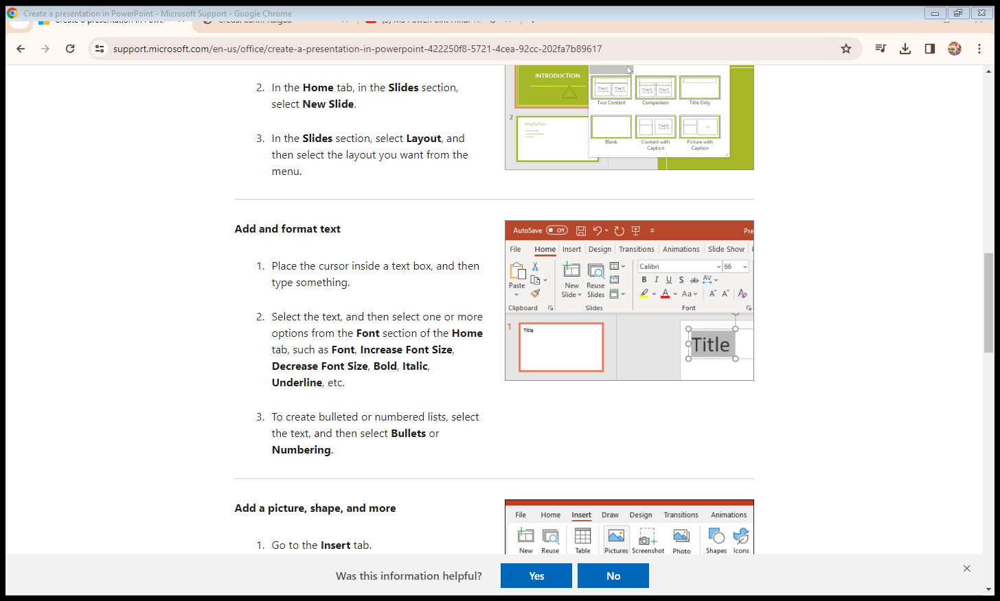 Create a presentation in PowerPoint - Microsoft Support - Google Chrome
support.microsoft.com/en-us/office/create-a-presentation-in-powerpoint-422250f8-5721-4cea-92cc-202fa7b89617
2. In the Home tab, in the Slides section,
select New Slide.
3. In the Slides section, select Layout, and
then select the layout you want from the
menu.
INTRODUCTION
Two Content Comparison Title Only
2
Blank Content with Caption Picture with Caption
Add and format text
1. Place the cursor inside a text box, and then
type something.
2. Select the text, and then select one or more
options from the Font section of the Home
tab, such as Font, Increase Font Size,
Decrease Font Size, Bold, Italic,
Underline, etc.
3. To create bulleted or numbered lists, select
the text, and then select Bullets or
Numbering.
AutoSave Off Pre
File Home Insert Design Transitions Animations Slide Show
Calibri 66
Paste New Slide Reuse Slides
B I U S ab AV
A Aa A A A
Clipboard Slides Font
1 Title
Title
Add a picture, shape, and more
1. Go to the Insert tab.
File Home Insert Draw Design Transitions Animations
New Reuse Table Pictures Screenshot Photo Shapes Icons
Was this information helpful? Yes No